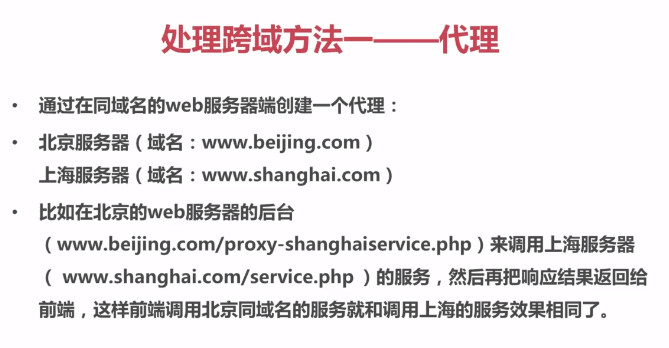 处理跨域方法一——代理
• 通过在同域名的web服务器端创建一个代理：
• 北京服务器（域名：www.beijing.com）
上海服务器（域名：www.shanghai.com）
• 比如在北京的web服务器的后台
（www.beijing.com/proxy-shanghaiservice.php）来调用上海服务器
（ www.shanghai.com/service.php ）的服务，然后再把响应结果返回给
前端，这样前端调用北京同域名的服务就和调用上海的服务效果相同了。